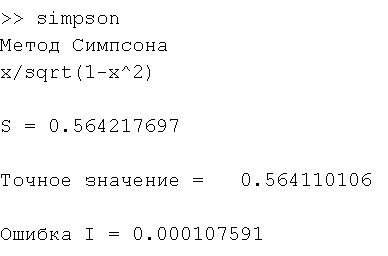 >> simpson
Метод Симпсона
x/sqrt(1-x^2)
S = 0.564217697
Точное значение =   0.564110106
Ошибка I = 0.000107591